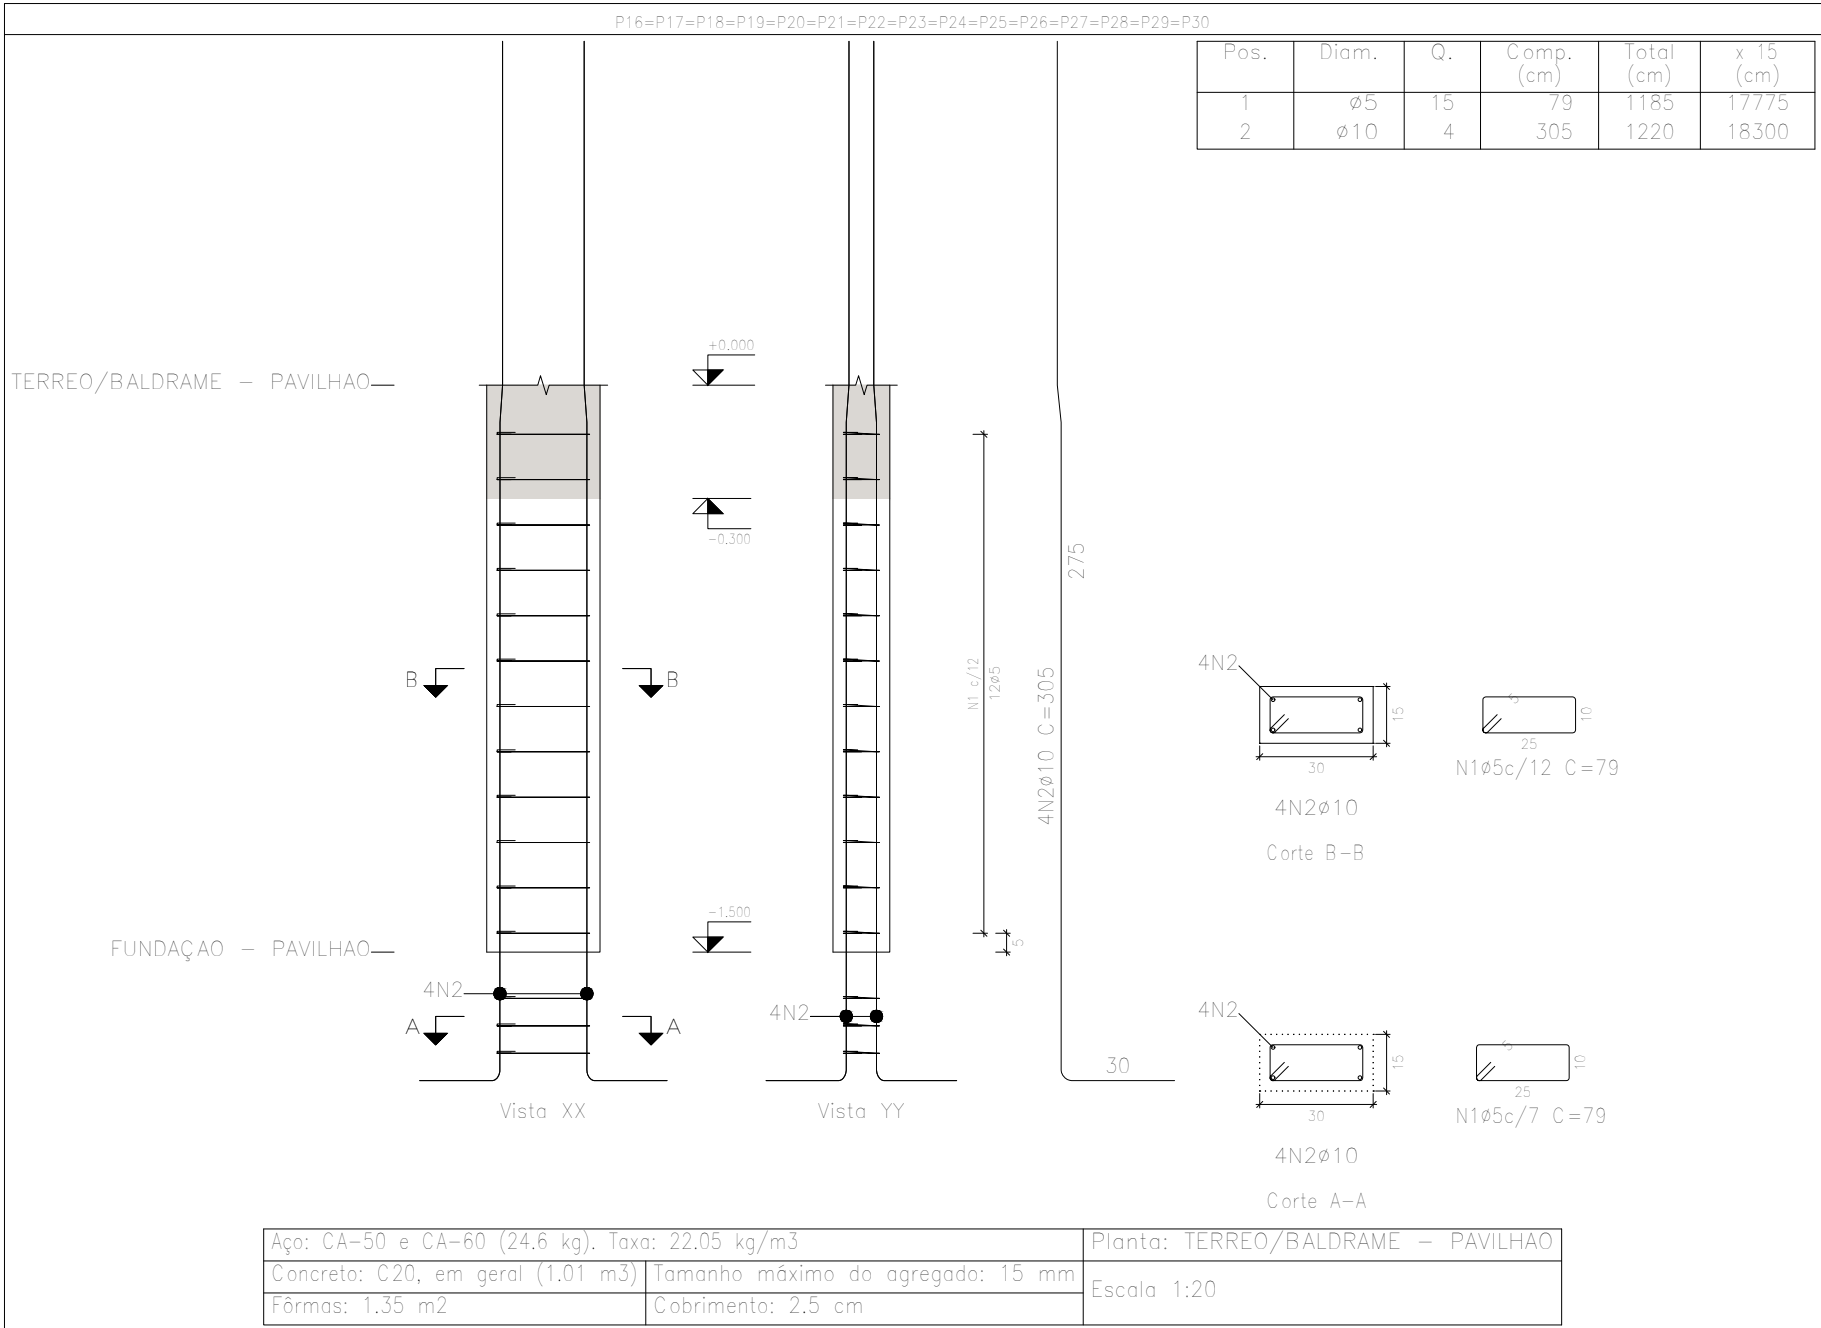 P16=P17=P18=P19=P20=P21=P22=P23=P24=P25=P26=P27=P28=P29=P30
Pos. Diam. Q. Comp. (cm) Total (cm) x 15 (cm)
1 ø5 15 79 1185 17775
2 ø10 4 305 1220 18300
+0.000
TERREO/BALDRAME - PAVILHAO
-0.300
275
B B
N1 c/12
12ø5
4N2ø10 C=305
4N2
15
30
5
10
25
N1ø5c/12 C=79
4N2ø10
Corte B-B
-1.500
FUNDAÇAO - PAVILHAO
5
4N2
4N2
A A
30
Vista XX
Vista YY
4N2
15
30
5
10
25
N1ø5c/7 C=79
4N2ø10
Corte A-A
Aço: CA-50 e CA-60 (24.6 kg). Taxa: 22.05 kg/m3
Planta: TERREO/BALDRAME - PAVILHAO
Concreto: C20, em geral (1.01 m3)
Tamanho máximo do agregado: 15 mm
Escala 1:20
Fôrmas: 1.35 m2
Cobrimento: 2.5 cm